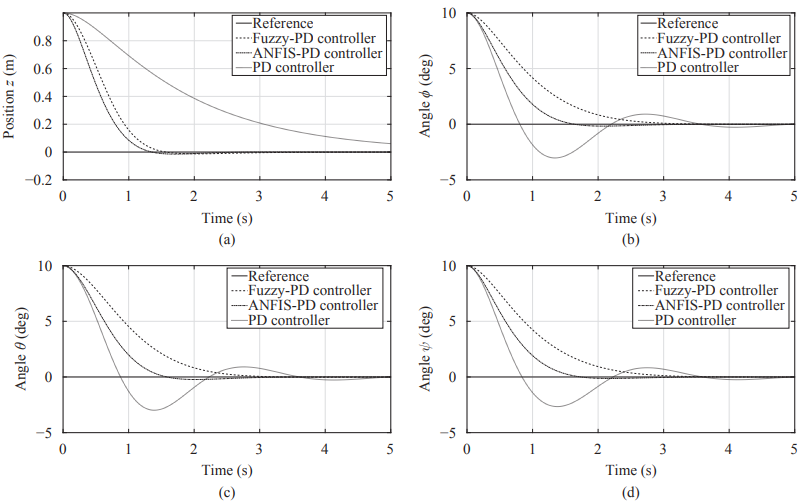 Reference
Fuzzy-PD controller
ANFIS-PD controller
PD controller
Position z (m)
0.8
0.6
0.4
0.2
0
−0.2
0 1 2 3 4 5
Time (s)
(a)
Reference
Fuzzy-PD controller
ANFIS-PD controller
PD controller
Angle ϕ (deg)
10
5
0
−5
0 1 2 3 4 5
Time (s)
(b)
Reference
Fuzzy-PD controller
ANFIS-PD controller
PD controller
Angle θ (deg)
10
5
0
−5
0 1 2 3 4 5
Time (s)
(c)
Reference
Fuzzy-PD controller
ANFIS-PD controller
PD controller
Angle ψ (deg)
10
5
0
−5
0 1 2 3 4 5
Time (s)
(d)